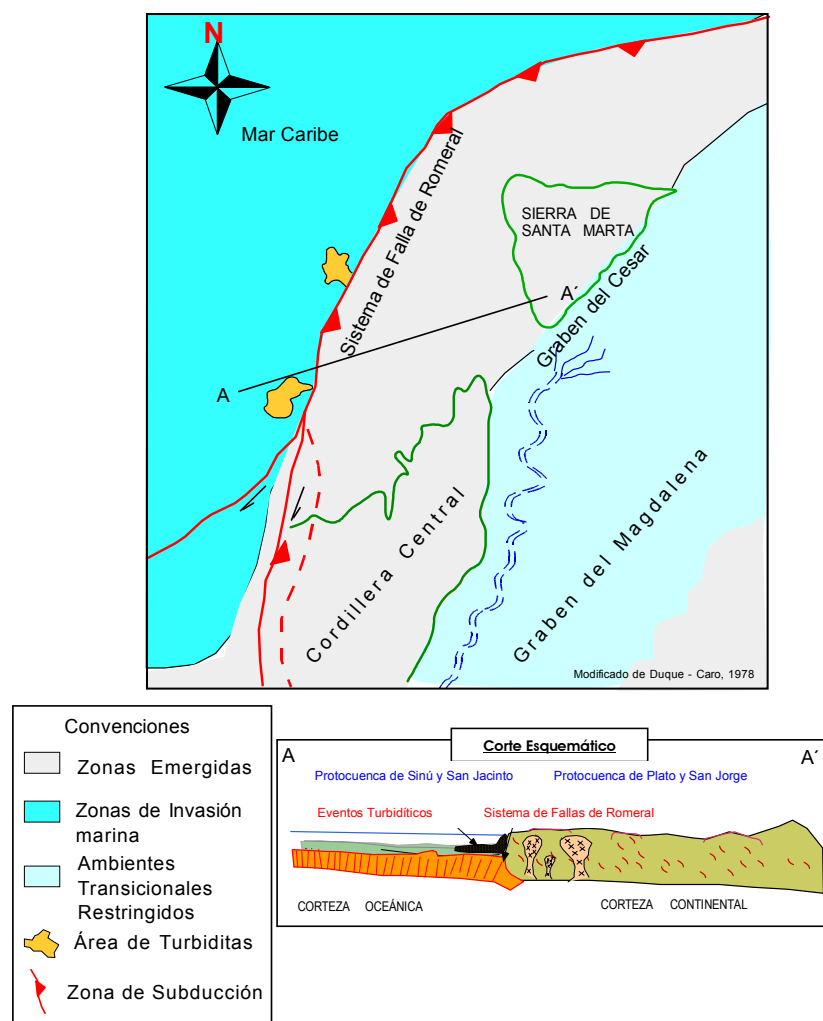 N
Mar Caribe
Sistema de Falla de Romeral
SIERRA DE
SANTA MARTA
A´
Graben del Cesar
A
Cordillera Central
Graben del Magdalena
Modificado de Duque - Caro, 1978
Convenciones
Zonas Emergidas
Zonas de Invasión
marina
Ambientes
Transicionales
Restringidos
Área de Turbiditas
Zona de Subducción
Corte Esquemático
A
A´
Protocuenca de Sinú y San Jacinto
Protocuenca de Plato y San Jorge
Eventos Turbidíticos
Sistema de Fallas de Romeral
CORTEZA OCEÁNICA
CORTEZA CONTINENTAL